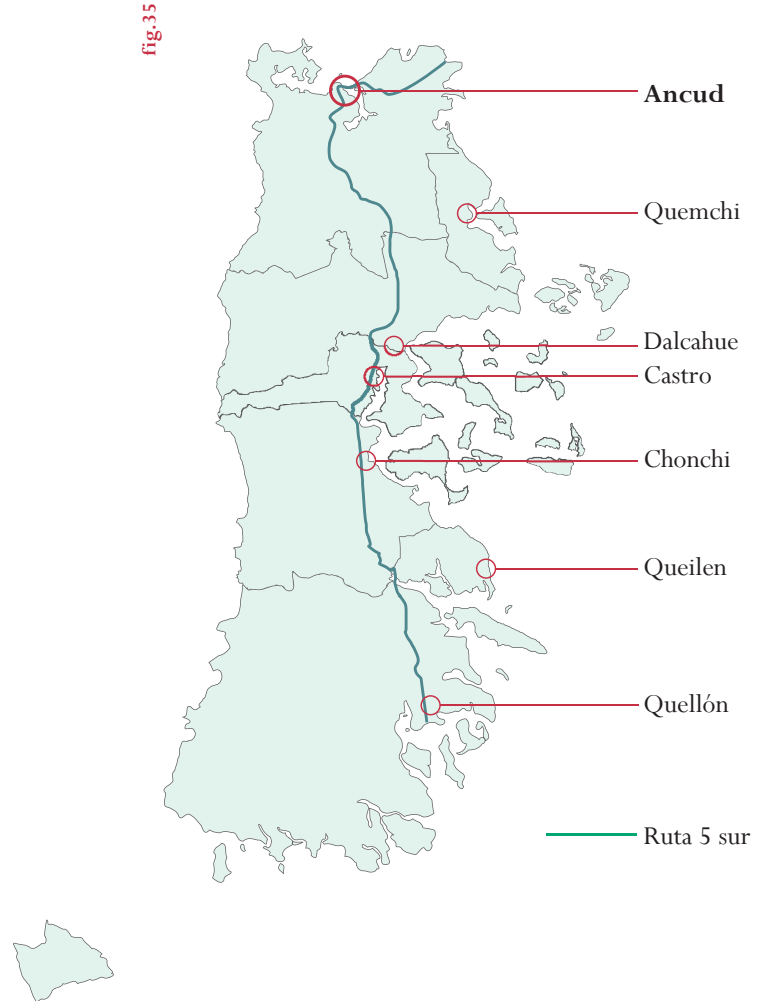 fig.35
Ancud
Quemchi
Dalcahue
Castro
Chonchi
Queilen
Quellón
Ruta 5 sur